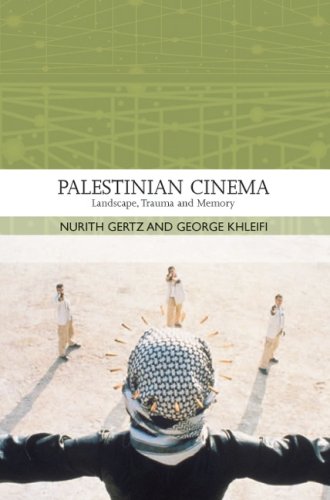 PALESTINIAN CINEMA
Landscape, Trauma and Memory
NURITH GERTZ AND GEORGE KHLEIFI